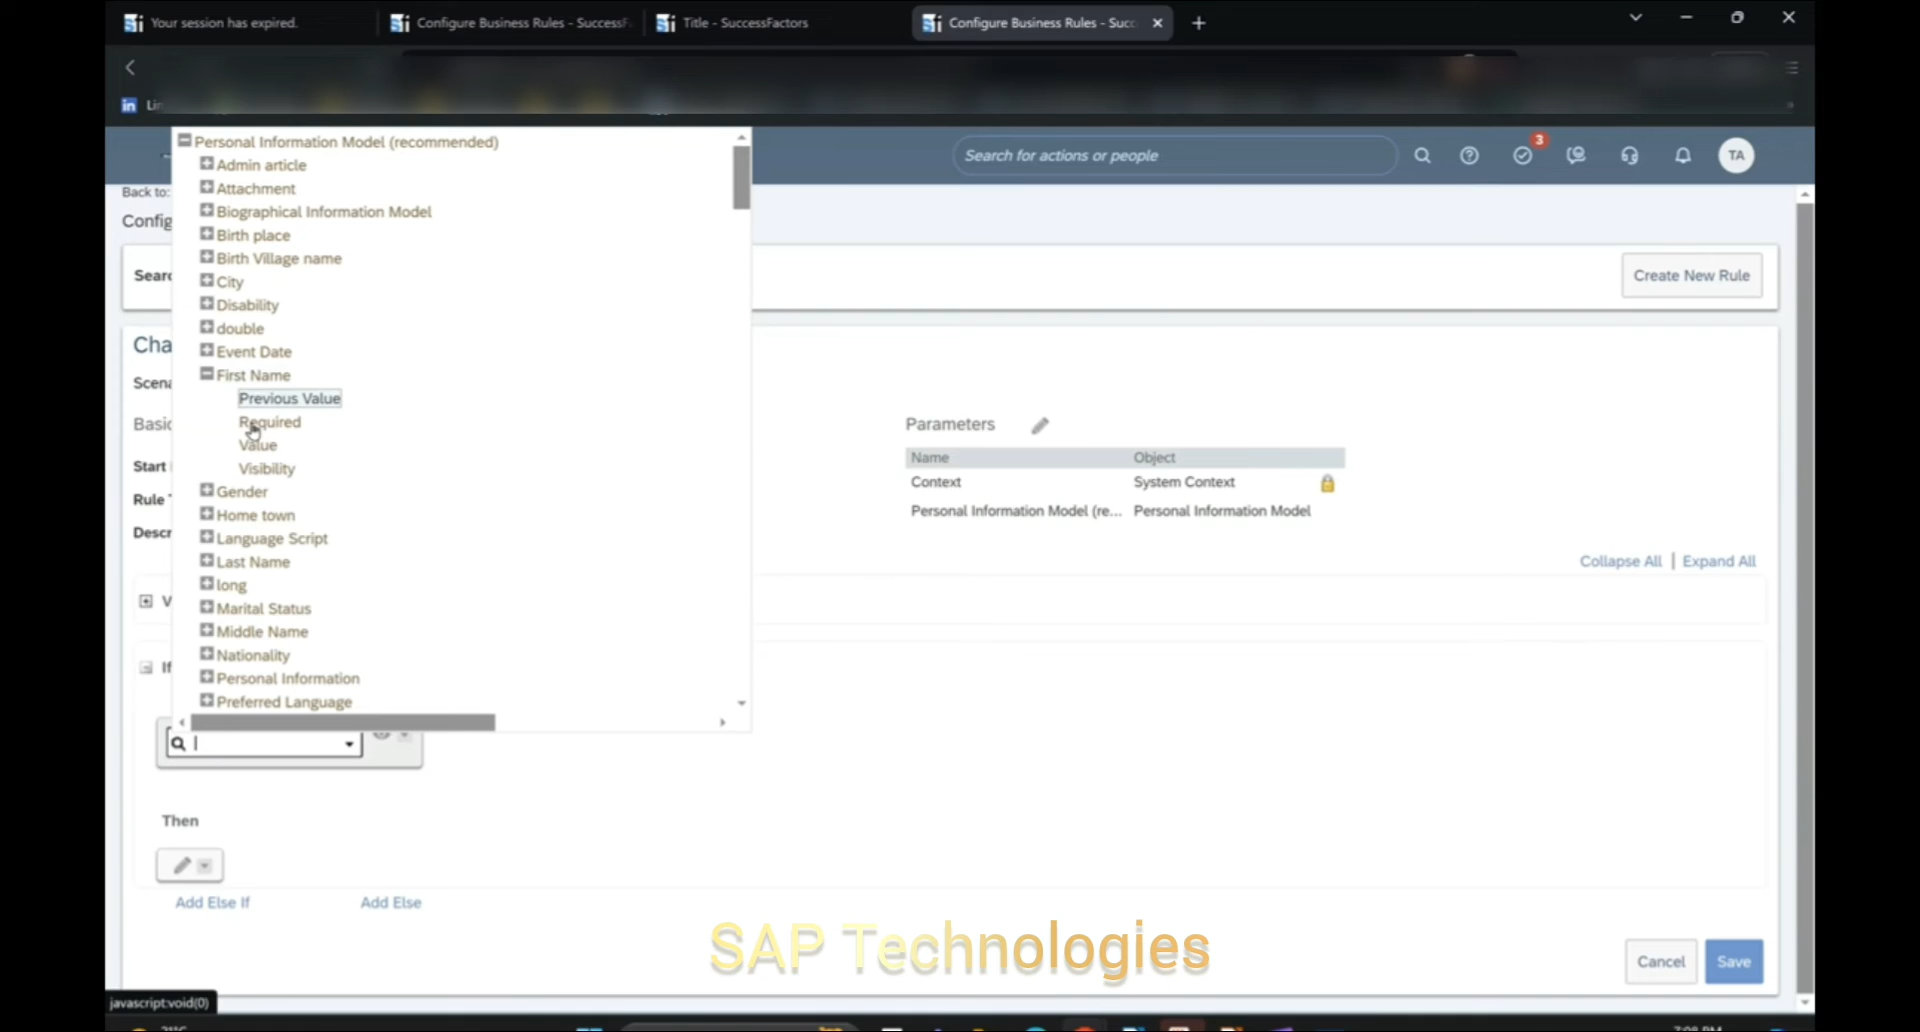 Your session has expired.
Configure Business Rules - SuccessF
Title - SuccessFactors
Configure Business Rules - Succ
in Lin
Personal Information Model (recommended)
Admin article
Attachment
Biographical Information Model
Birth place
Birth Village name
City
Disability
double
Event Date
First Name
Previous Value
Required
Value
Visibility
Gender
Home town
Language Script
Last Name
long
Marital Status
Middle Name
Nationality
Personal Information
Preferred Language
Search for actions or people
3
TA
Back to:
Config
Searc
Create New Rule
Cha
Scena
Basic
Start
Rule T
Descr
Parameters
Name Object
Context System Context
Personal Information Model (re... Personal Information Model
Collapse All | Expand All
V
If
Then
Add Else If Add Else
SAP Technologies
Cancel Save
javascript:void(0)